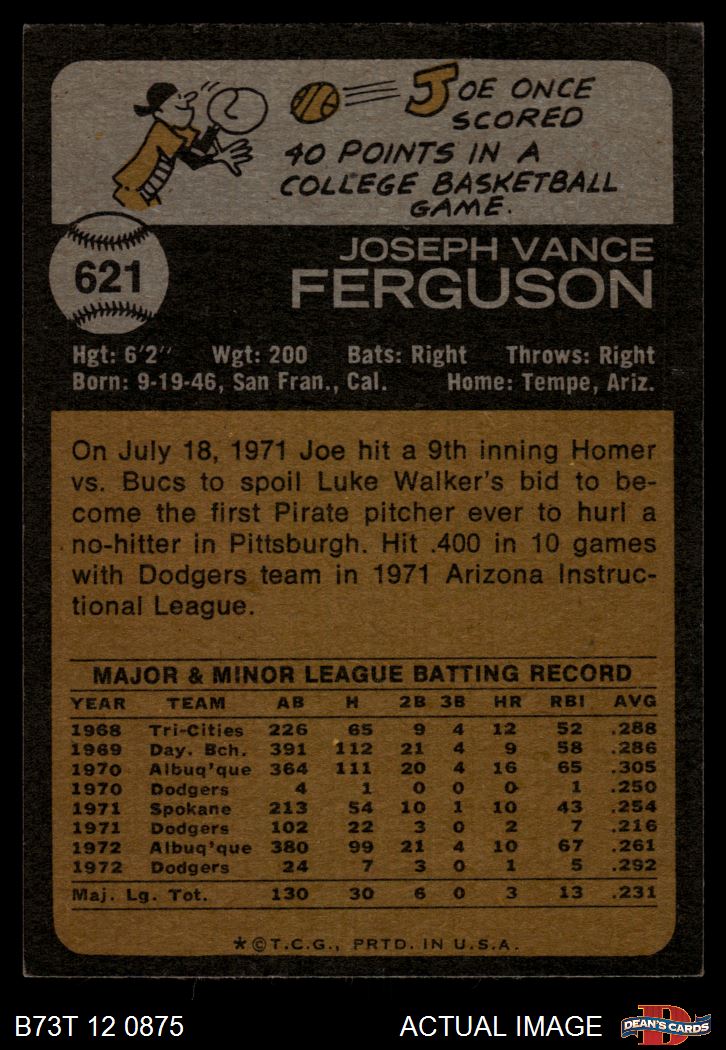 JOE ONCE
SCORED
40 POINTS IN A
COLLEGE BASKETBALL
GAME.
621
JOSEPH VANCE
FERGUSON
Hgt: 6'2" Wgt: 200 Bats: Right Throws: Right
Born: 9-19-46, San Fran., Cal. Home: Tempe, Ariz.
On July 18, 1971 Joe hit a 9th inning Homer
vs. Bucs to spoil Luke Walker's bid to be-
come the first Pirate pitcher ever to hurl a
no-hitter in Pittsburgh. Hit .400 in 10 games
with Dodgers team in 1971 Arizona Instruc-
tional League.
MAJOR & MINOR LEAGUE BATTING RECORD
YEAR TEAM AB H 2B 3B HR RBI AVG
1968 Tri-Cities 226 65 9 4 12 52 .288
1969 Day. Bch. 391 112 21 4 9 58 .286
1970 Albuq'que 364 111 20 4 16 65 .305
1970 Dodgers 4 1 0 0 0 1 .250
1971 Spokane 213 54 10 1 10 43 .254
1971 Dodgers 102 22 3 0 2 7 .216
1972 Albuq'que 380 99 21 4 10 67 .261
1972 Dodgers 24 7 3 0 1 5 .292
Maj. Lg. Tot. 130 30 6 0 3 13 .231
*©T.C.G., PRTD. IN U.S.A.
B73T 12 0875 ACTUAL IMAGE
D
DEAN'S CARDS